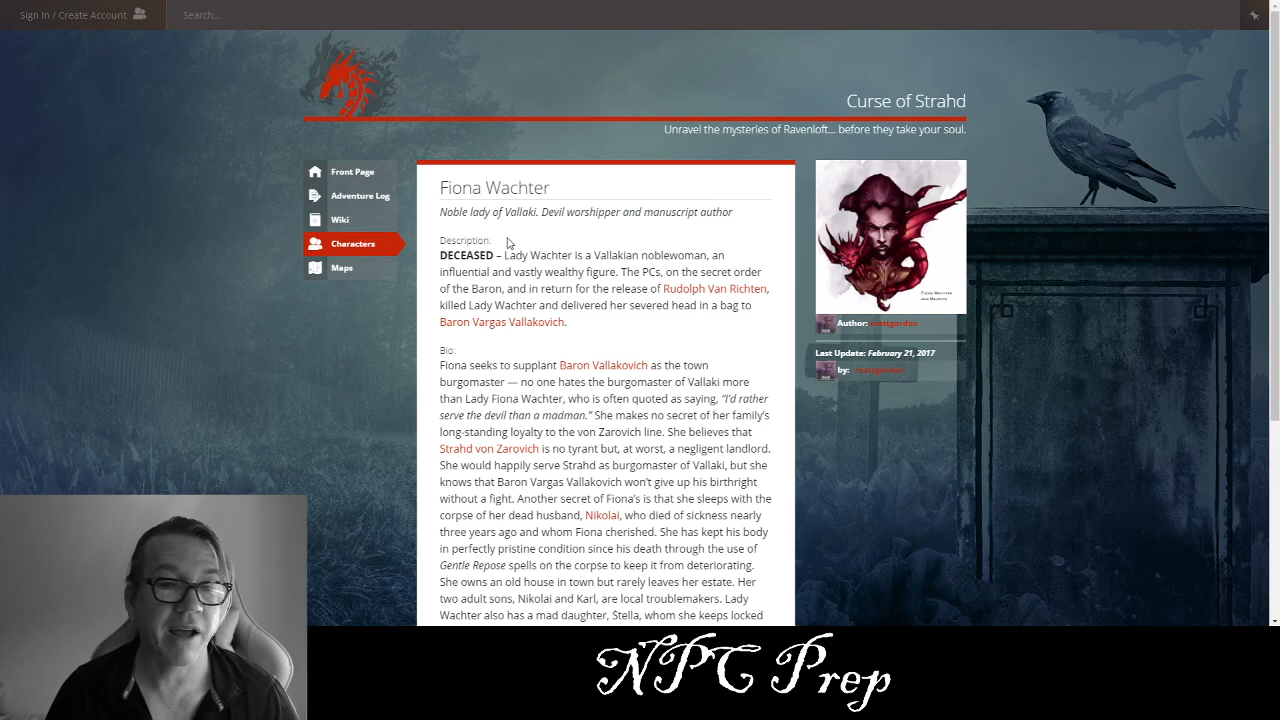 Sign In / Create Account
Search...
Curse of Strahd
Unravel the mysteries of Ravenloft... before they take your soul.
Front Page
Adventure Log
Wiki
Characters
Maps
Fiona Wachter
Noble lady of Vallaki. Devil worshipper and manuscript author
Description:
DECEASED – Lady Wachter is a Vallakian noblewoman, an
influential and vastly wealthy figure. The PCs, on the secret order
of the Baron, and in return for the release of Rudolph Van Richten,
killed Lady Wachter and delivered her severed head in a bag to
Baron Vargas Vallakovich.
Bio:
Fiona seeks to supplant Baron Vallakovich as the town
burgomaster — no one hates the burgomaster of Vallaki more
than Lady Fiona Wachter, who is often quoted as saying, “I’d rather
serve the devil than a madman.” She makes no secret of her family’s
long-standing loyalty to the von Zarovich line. She believes that
Strahd von Zarovich is no tyrant but, at worst, a negligent landlord.
She would happily serve Strahd as burgomaster of Vallaki, but she
knows that Baron Vargas Vallakovich won’t give up his birthright
without a fight. Another secret of Fiona’s is that she sleeps with the
corpse of her dead husband, Nikolai, who died of sickness nearly
three years ago and whom Fiona cherished. She has kept his body
in perfectly pristine condition since his death through the use of
Gentle Repose spells on the corpse to keep it from deteriorating.
She owns an old house in town but rarely leaves her estate. Her
two adult sons, Nikolai and Karl, are local troublemakers. Lady
Wachter also has a mad daughter, Stella, whom she keeps locked
Author: mattgordon
Last Update: February 21, 2017
by: mattgordon
NPC Prep